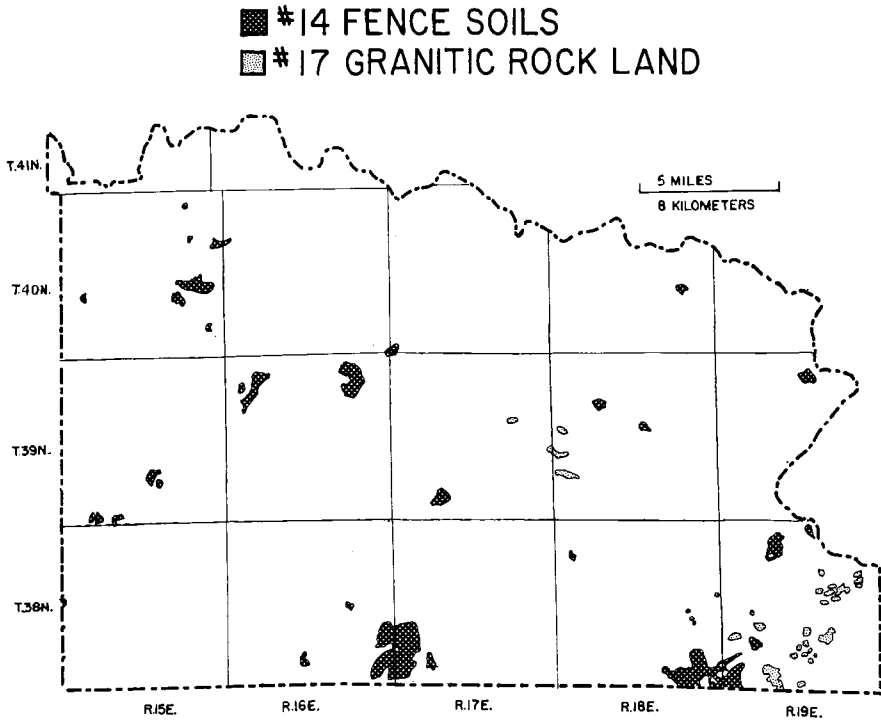 #14 FENCE SOILS
#17 GRANITIC ROCK LAND
T.41N.
5 MILES
8 KILOMETERS
T.40N.
T.39N.
T.38N.
R.15E. R.16E. R.17E. R.18E. R.19E.